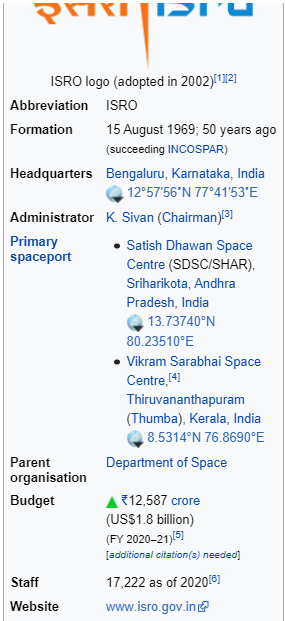 इसरो isro
ISRO logo (adopted in 2002)[1][2]
Abbreviation ISRO
Formation 15 August 1969; 50 years ago
(succeeding INCOSPAR)
Headquarters Bengaluru, Karnataka, India
12°57′56″N 77°41′53″E
Administrator K. Sivan (Chairman)[3]
Primary
spaceport
• Satish Dhawan Space
Centre (SDSC/SHAR),
Sriharikota, Andhra
Pradesh, India
13.73740°N
80.23510°E
• Vikram Sarabhai Space
Centre,[4]
Thiruvananthapuram
(Thumba), Kerala, India
8.5314°N 76.8690°E
Parent
organisation
Department of Space
Budget ₹12,587 crore
(US$1.8 billion)
(FY 2020–21)[5]
[additional citation(s) needed]
Staff 17,222 as of 2020[6]
Website www.isro.gov.in